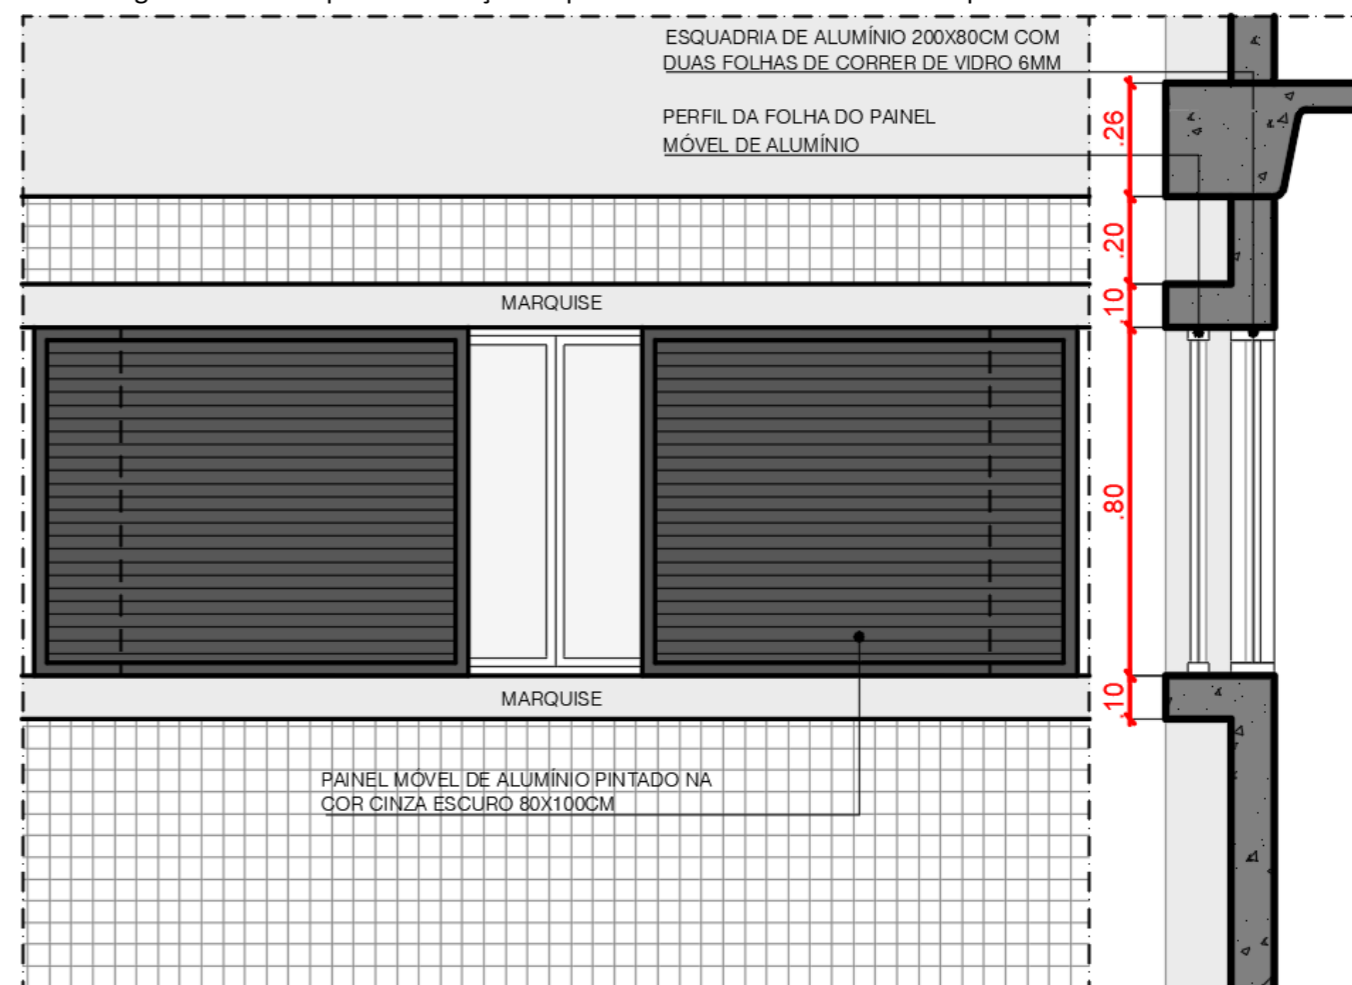 ESQUADRIA DE ALUMÍNIO 200X80CM COM
DUAS FOLHAS DE CORRER DE VIDRO 6MM
PERFIL DA FOLHA DO PAINEL
MÓVEL DE ALUMÍNIO
.26
.20
.10
MARQUISE
.80
MARQUISE
.10
PAINEL MÓVEL DE ALUMÍNIO PINTADO NA
COR CINZA ESCURO 80X100CM